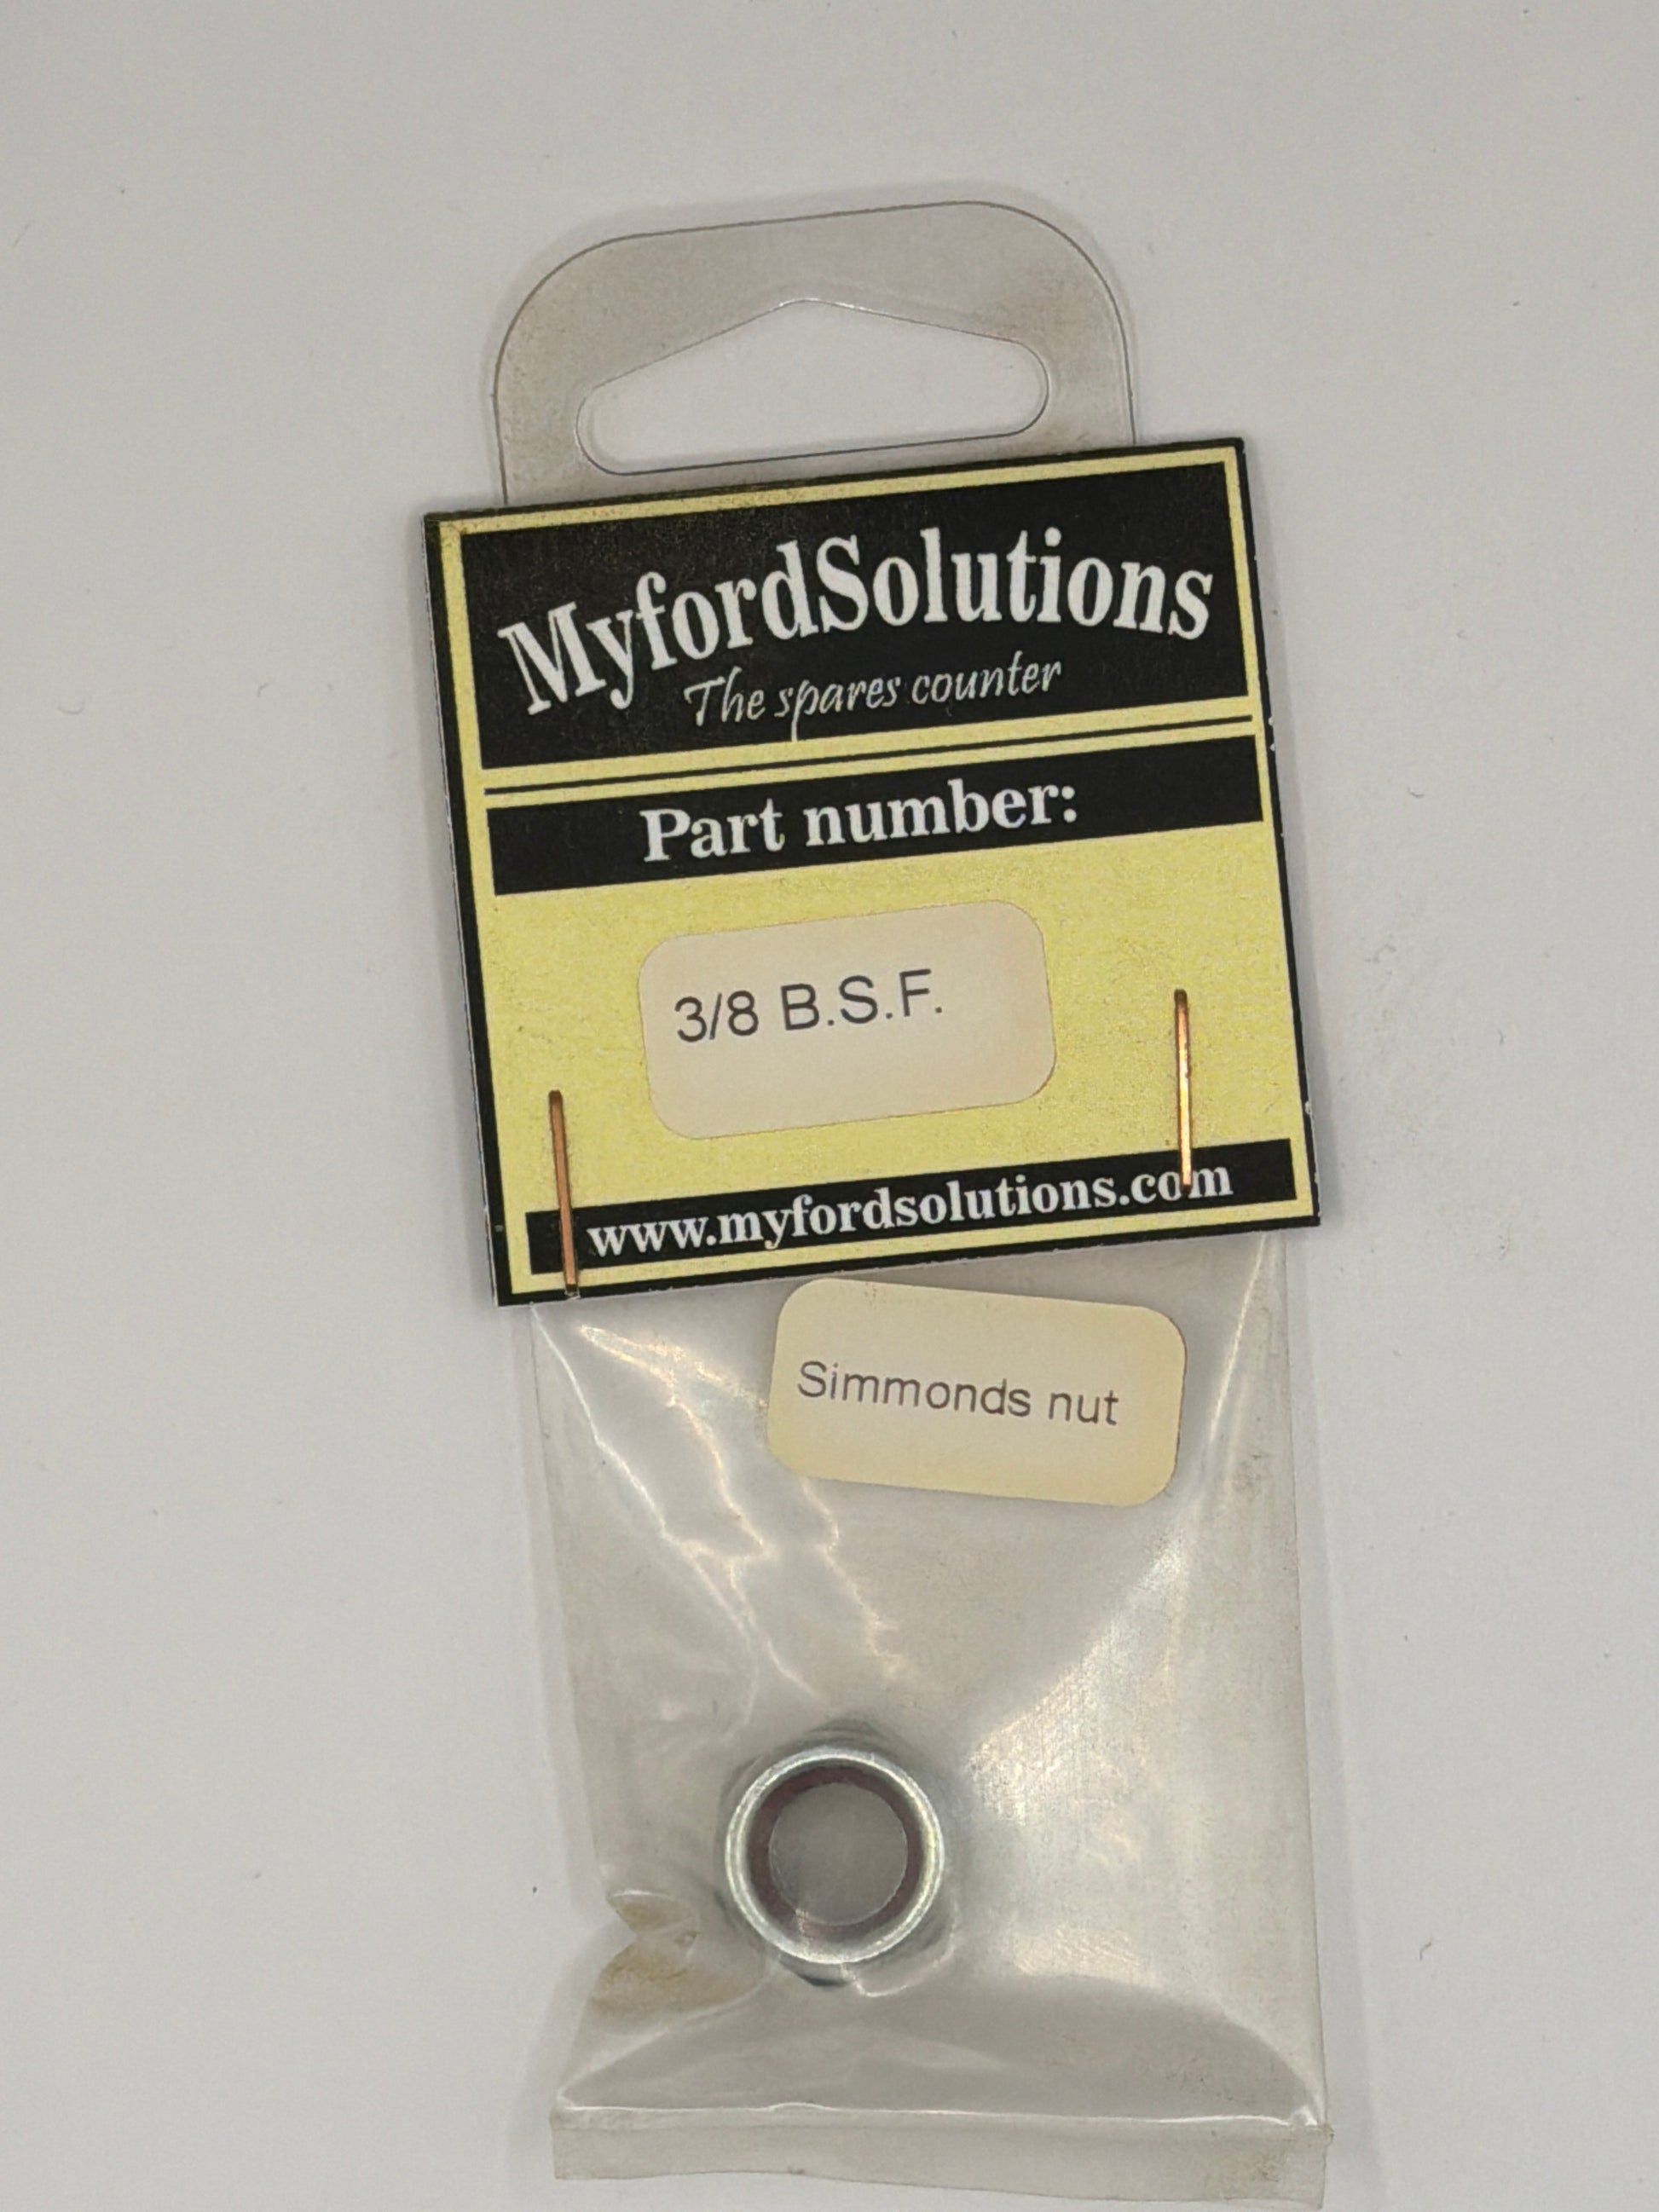 MyfordSolutions
The spares counter
Part number:
3/8 B.S.F.
www.myfordsolutions.com
Simmonds nut